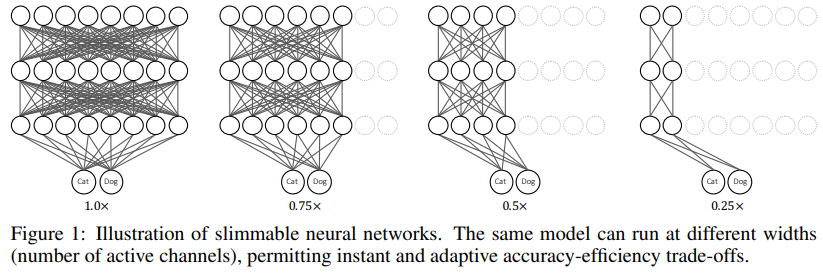 Cat Dog Cat Dog Cat Dog Cat Dog
1.0× 0.75× 0.5× 0.25×
Figure 1: Illustration of slimmable neural networks. The same model can run at different widths
(number of active channels), permitting instant and adaptive accuracy-efficiency trade-offs.